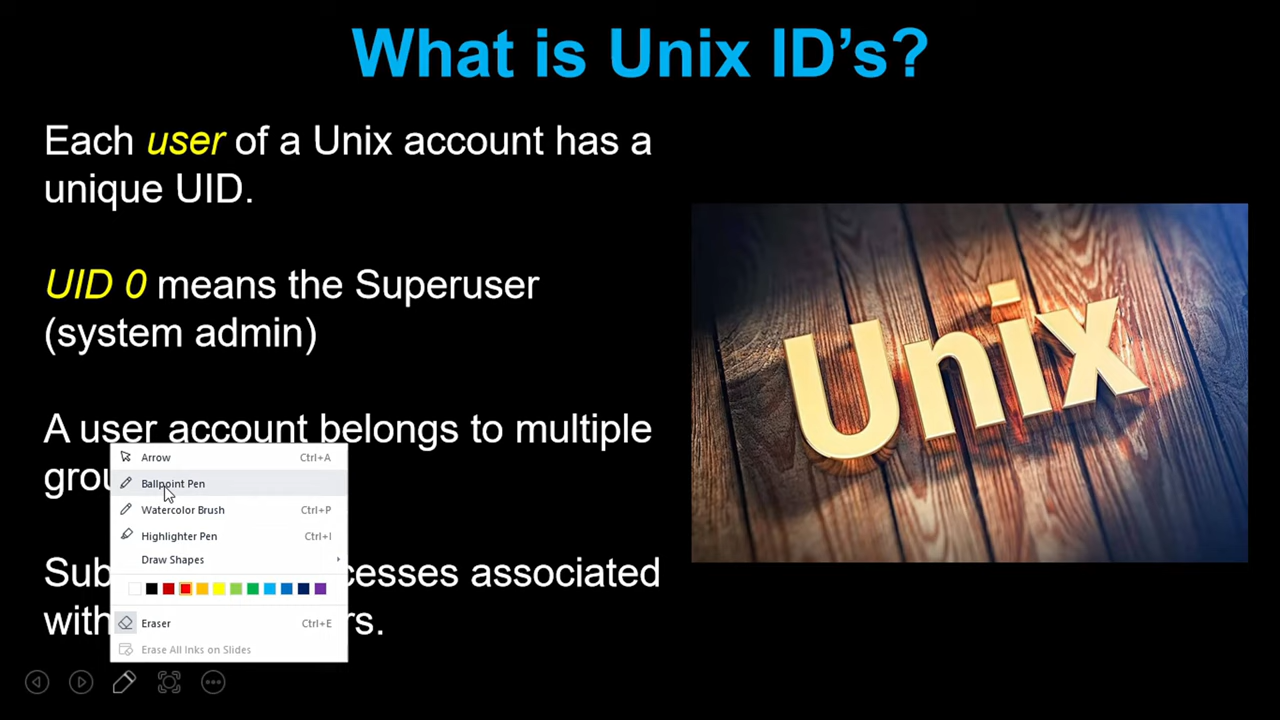 What is Unix ID’s?
Each user of a Unix account has a
unique UID.
UID 0 means the Superuser
(system admin)
A user account belongs to multiple
Sub cesses associated
with
Arrow Ctrl+A
Ballpoint Pen
Watercolor Brush Ctrl+P
Highlighter Pen Ctrl+I
Draw Shapes
Eraser Ctrl+E
Erase All Inks on Slides
Unix